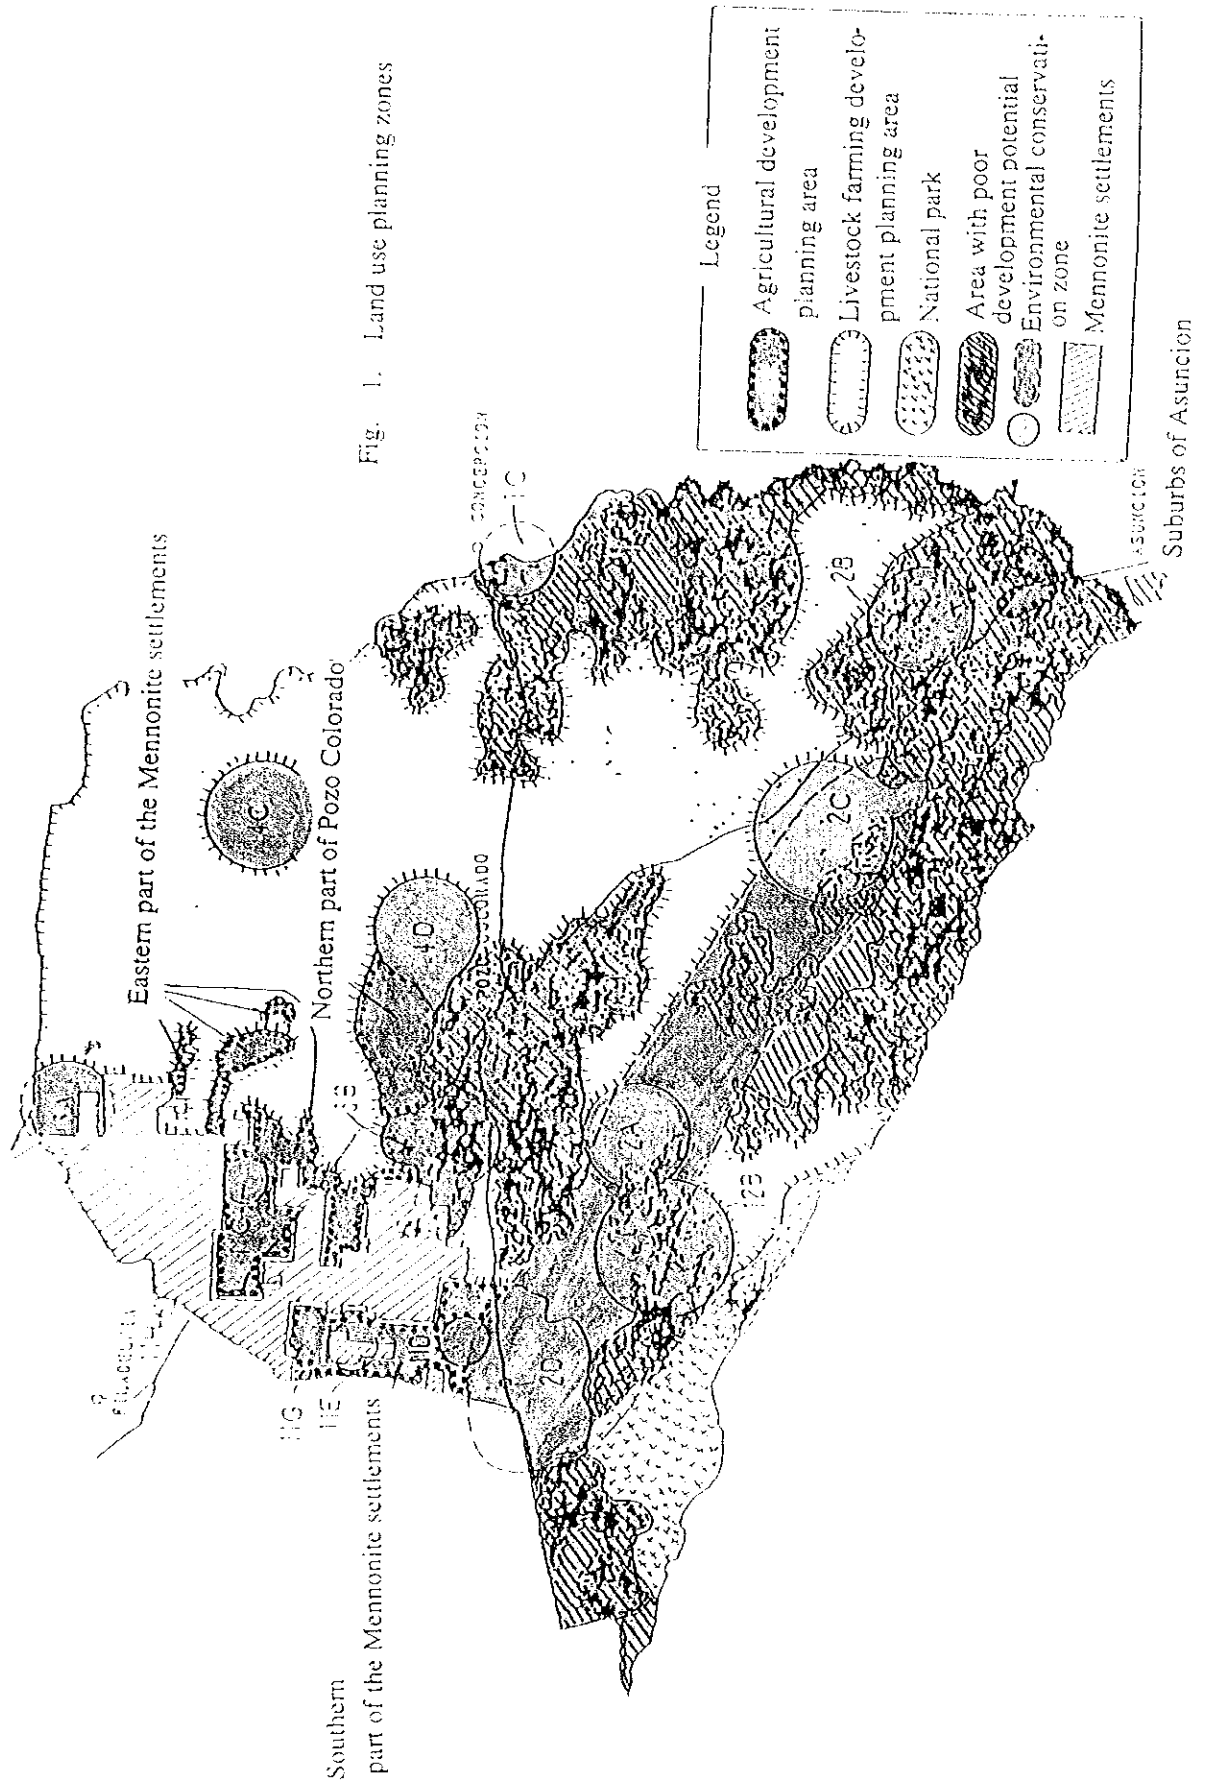 Fig. 1. Land use planning zones
Legend
Agricultural development
planning area
Livestock farming develo-
pment planning area
National park
Area with poor
development potential
Environmental conservati-
on zone
Mennonite settlements
Eastern part of the Mennonite settlements
Northern part of Pozo Colorado
Southern
part of the Mennonite settlements
Suburbs of Asuncion
CONCEPCION
ASUNCION
POZO COLORADO
4C
4D
1C
2B
2C
2A
2D
12B